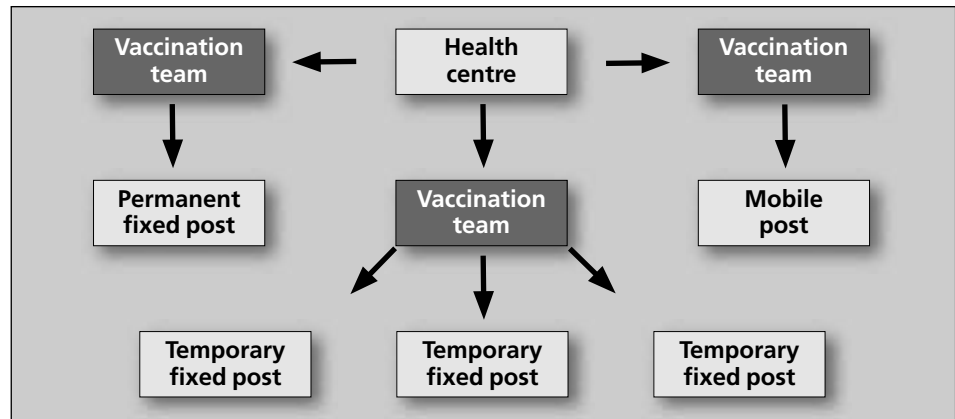 Vaccination
team
Health
centre
Vaccination
team
Permanent
fixed post
Vaccination
team
Mobile
post
Temporary
fixed post
Temporary
fixed post
Temporary
fixed post